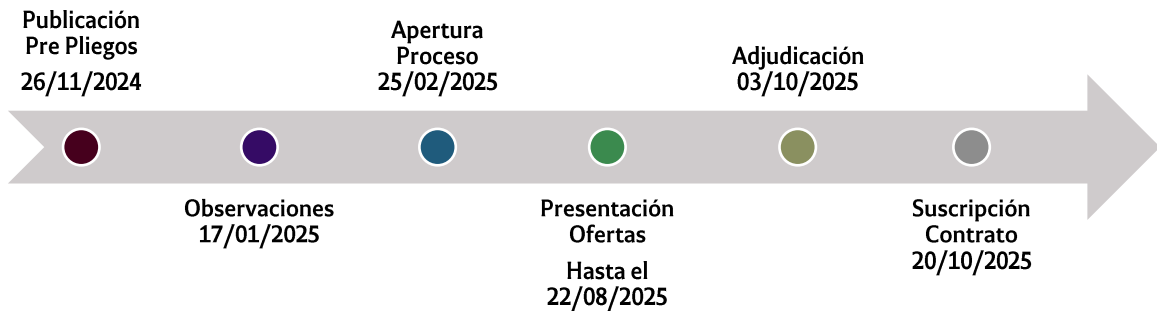 Publicación
Pre Pliegos
26/11/2024
Observaciones
17/01/2025
Apertura
Proceso
25/02/2025
Presentación
Ofertas
Hasta el
22/08/2025
Adjudicación
03/10/2025
Suscripción
Contrato
20/10/2025